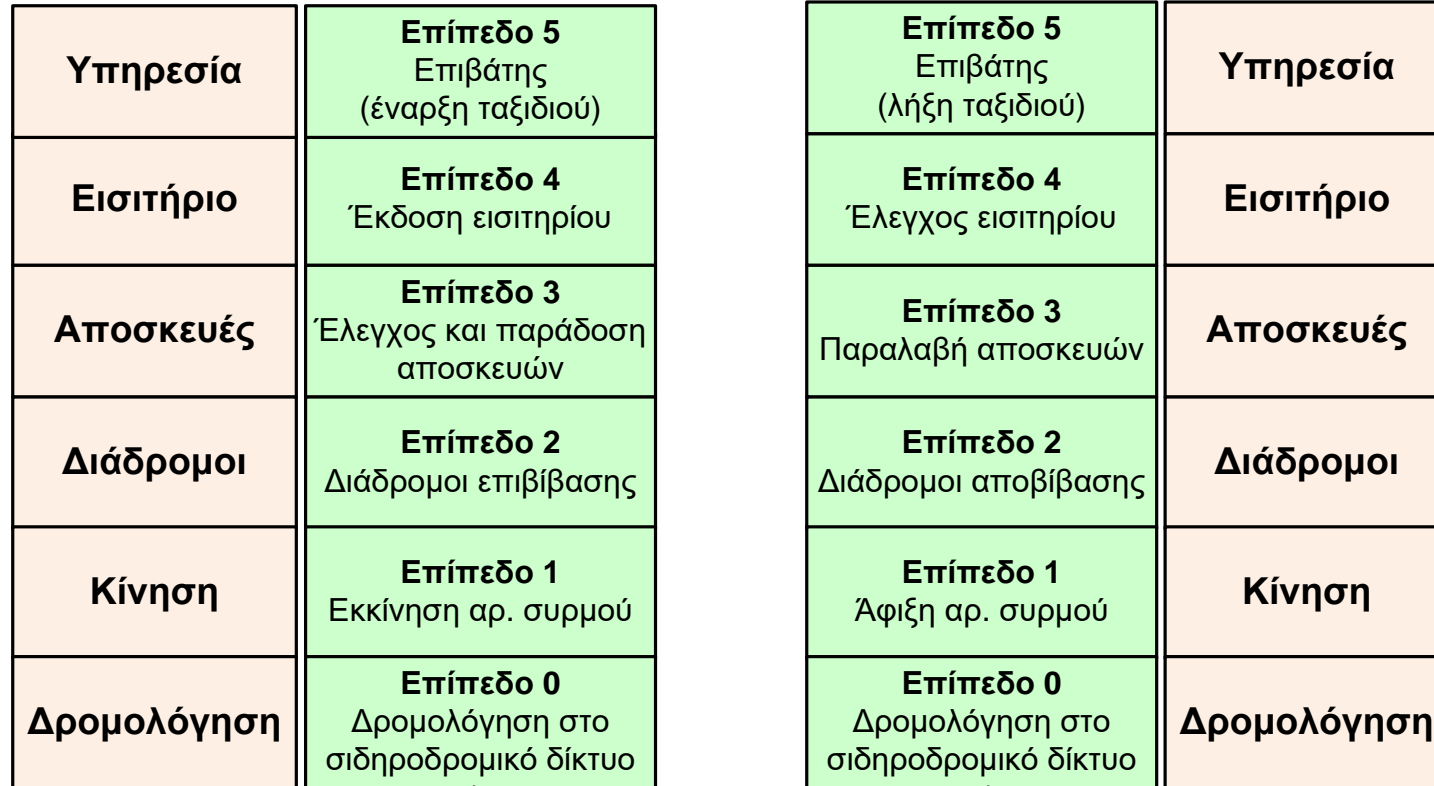 Υπηρεσία
Επίπεδο 5
Επιβάτης
(έναρξη ταξιδιού)
Επίπεδο 5
Επιβάτης
(λήξη ταξιδιού)
Υπηρεσία
Εισιτήριο
Επίπεδο 4
Έκδοση εισιτηρίου
Επίπεδο 4
Έλεγχος εισιτηρίου
Εισιτήριο
Αποσκευές
Επίπεδο 3
Έλεγχος και παράδοση
αποσκευών
Επίπεδο 3
Παραλαβή αποσκευών
Αποσκευές
Διάδρομοι
Επίπεδο 2
Διάδρομοι επιβίβασης
Επίπεδο 2
Διάδρομοι αποβίβασης
Διάδρομοι
Κίνηση
Επίπεδο 1
Εκκίνηση αρ. συρμού
Επίπεδο 1
Άφιξη αρ. συρμού
Κίνηση
Δρομολόγηση
Επίπεδο 0
Δρομολόγηση στο
σιδηροδρομικό δίκτυο
Επίπεδο 0
Δρομολόγηση στο
σιδηροδρομικό δίκτυο
Δρομολόγηση